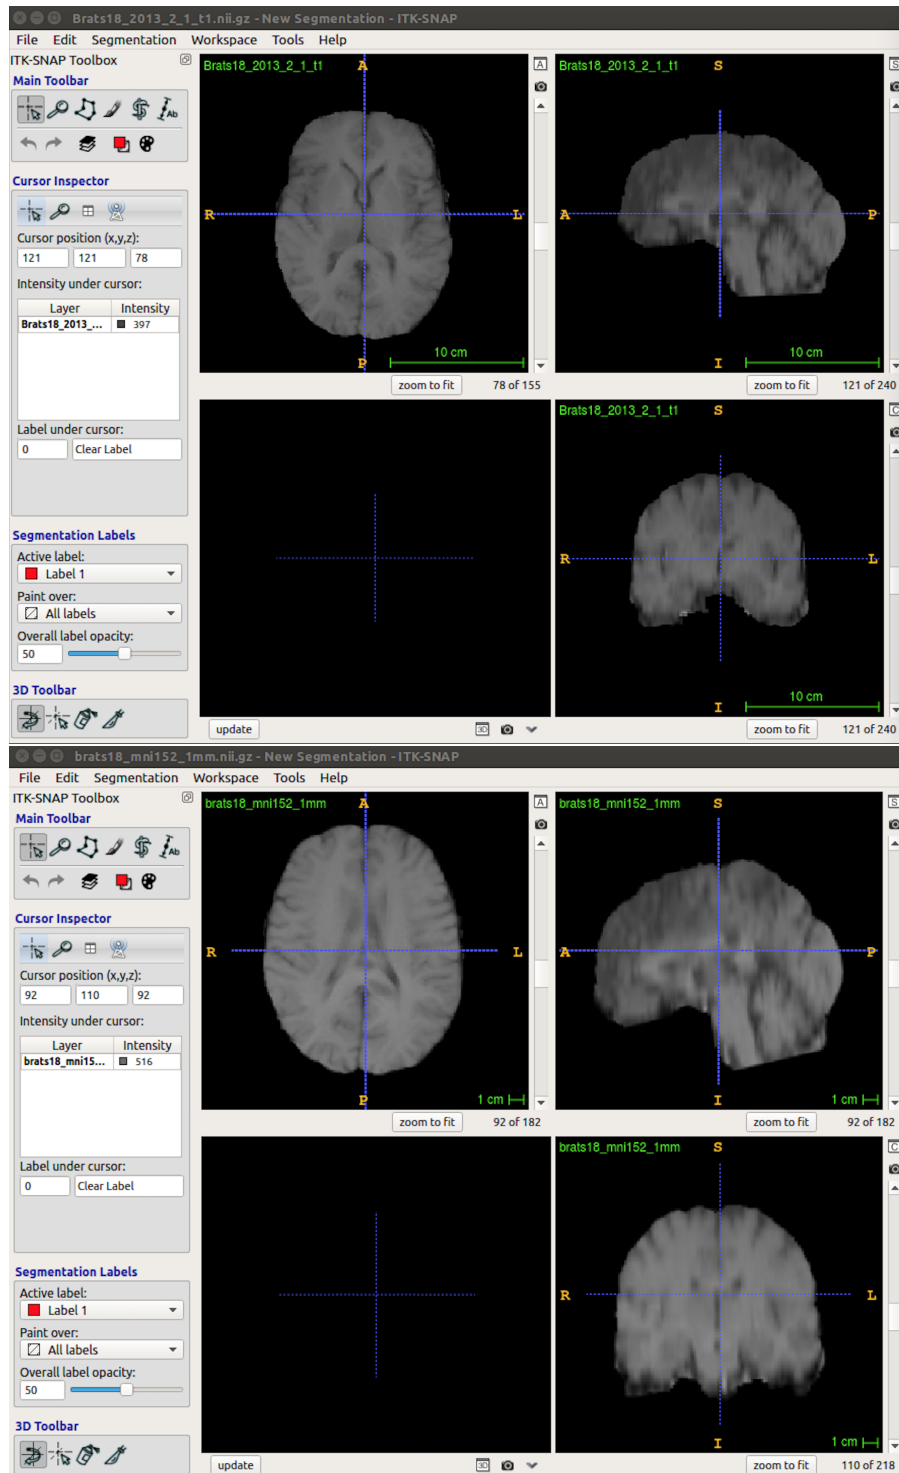 Brats18_2013_2_1_t1.nii.gz - New Segmentation - ITK-SNAP
File Edit Segmentation Workspace Tools Help
ITK-SNAP Toolbox
Main Toolbar
Ab
Cursor Inspector
Cursor position (x,y,z):
121 121 78
Intensity under cursor:
Layer Intensity
Brats18_2013_... 397
Label under cursor:
0 Clear Label
Segmentation Labels
Active label:
Label 1
Paint over:
All labels
Overall label opacity:
50
3D Toolbar
Brats18_2013_2_1_t1
A
R
L
P
10 cm
A
zoom to fit 78 of 155
Brats18_2013_2_1_t1
S
A
P
I
10 cm
S
zoom to fit 121 of 240
update
3D
Brats18_2013_2_1_t1
S
R
L
I
10 cm
C
zoom to fit 121 of 240
brats18_mni152_1mm.nii.gz - New Segmentation - ITK-SNAP
File Edit Segmentation Workspace Tools Help
ITK-SNAP Toolbox
Main Toolbar
Ab
Cursor Inspector
Cursor position (x,y,z):
92 110 92
Intensity under cursor:
Layer Intensity
brats18_mni15... 516
Label under cursor:
0 Clear Label
Segmentation Labels
Active label:
Label 1
Paint over:
All labels
Overall label opacity:
50
3D Toolbar
brats18_mni152_1mm
A
R
L
P
1 cm
A
zoom to fit 92 of 182
brats18_mni152_1mm
S
A
P
I
1 cm
S
zoom to fit 92 of 182
update
3D
brats18_mni152_1mm
S
R
L
I
1 cm
C
zoom to fit 110 of 218